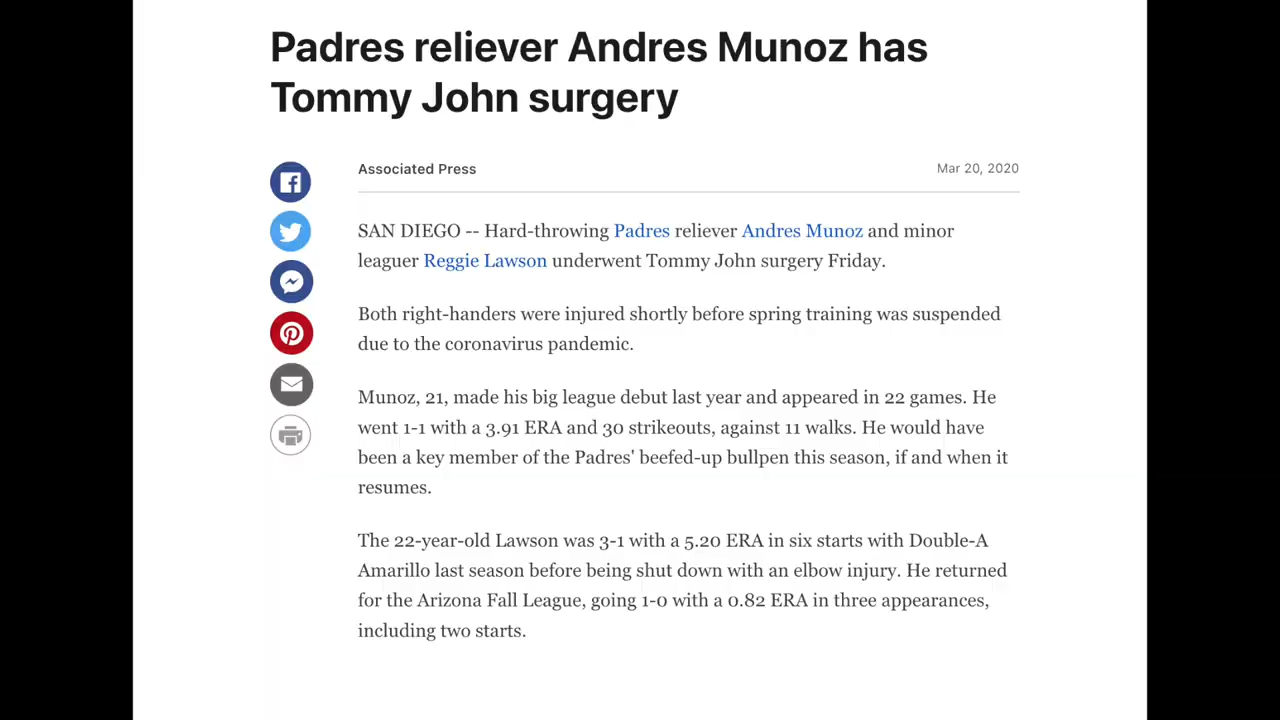 Padres reliever Andres Munoz has
Tommy John surgery
Associated Press
Mar 20, 2020
SAN DIEGO -- Hard-throwing Padres reliever Andres Munoz and minor
leaguer Reggie Lawson underwent Tommy John surgery Friday.
Both right-handers were injured shortly before spring training was suspended
due to the coronavirus pandemic.
Munoz, 21, made his big league debut last year and appeared in 22 games. He
went 1-1 with a 3.91 ERA and 30 strikeouts, against 11 walks. He would have
been a key member of the Padres' beefed-up bullpen this season, if and when it
resumes.
The 22-year-old Lawson was 3-1 with a 5.20 ERA in six starts with Double-A
Amarillo last season before being shut down with an elbow injury. He returned
for the Arizona Fall League, going 1-0 with a 0.82 ERA in three appearances,
including two starts.